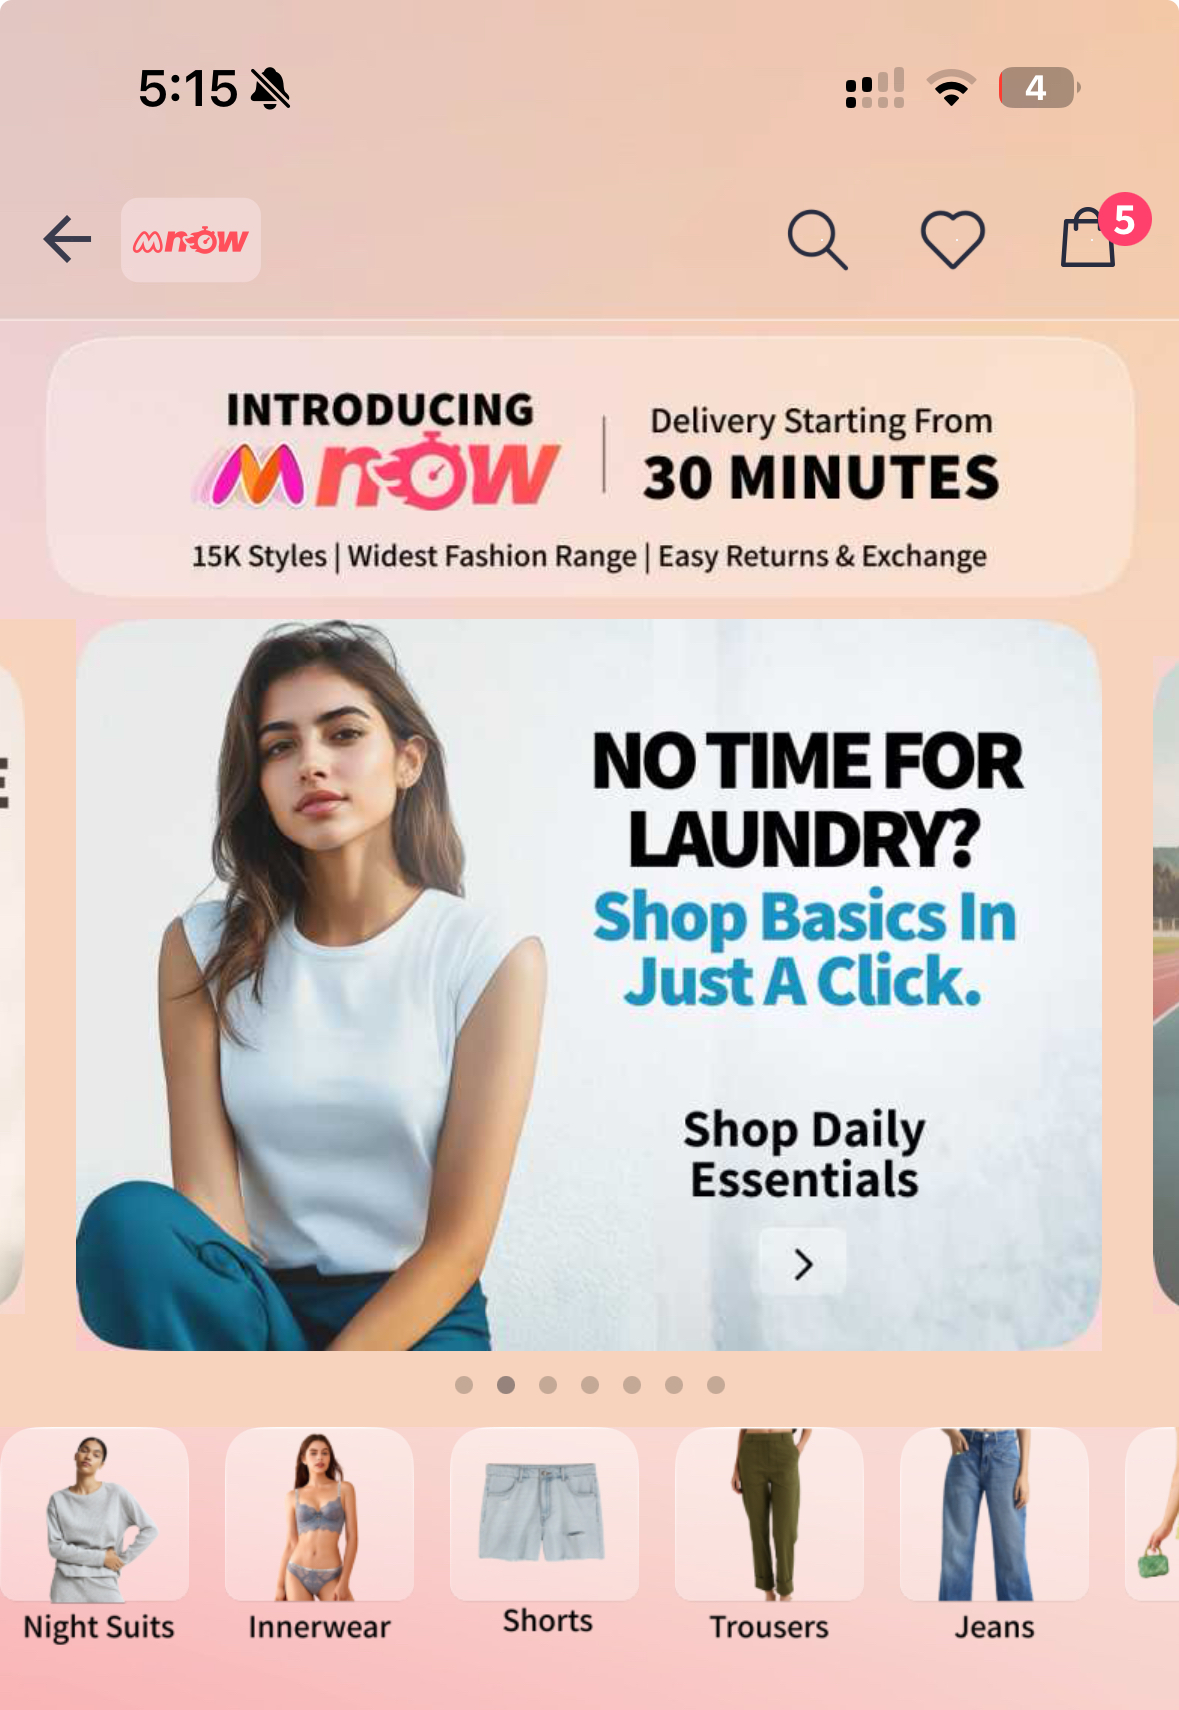 5:15
4
mnow
5
INTRODUCING
M now
Delivery Starting From
30 MINUTES
15K Styles | Widest Fashion Range | Easy Returns & Exchange
E
NO TIME FOR
LAUNDRY?
Shop Basics In
Just A Click.
Shop Daily
Essentials
Night Suits
Innerwear
Shorts
Trousers
Jeans